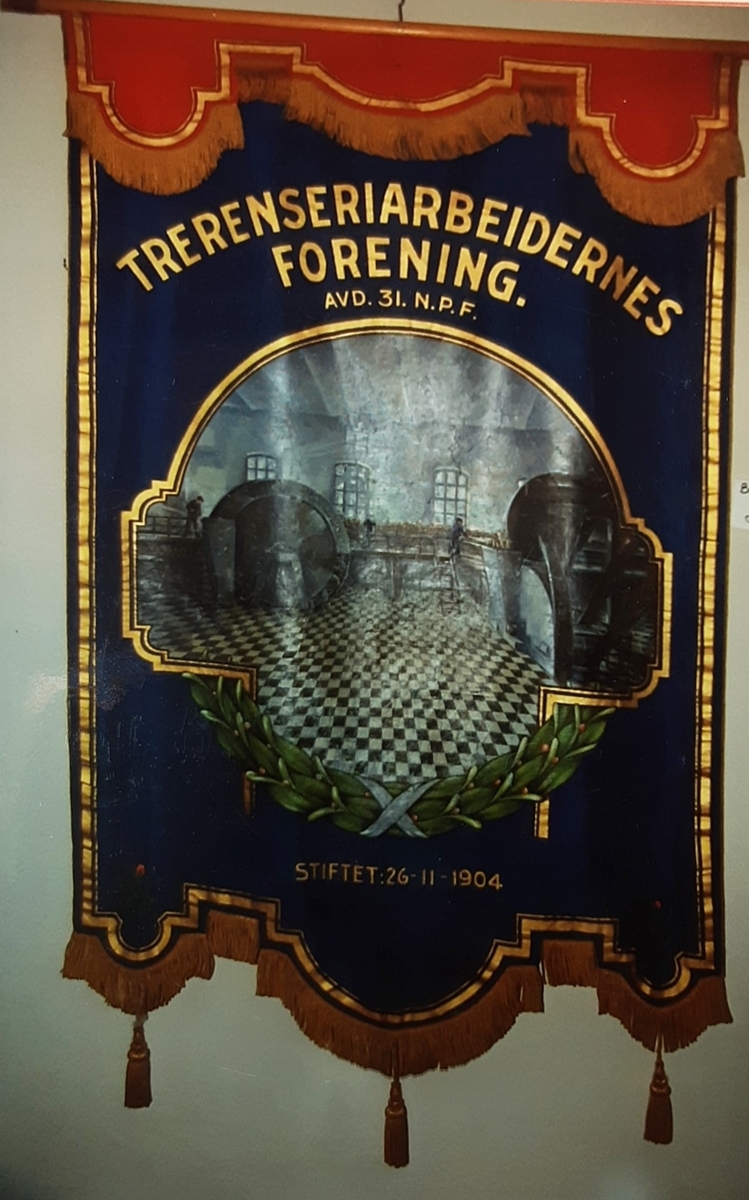 TRERENSERIARBEIDERNES
FORENING.
AVD. 31. N.P.F.
STIFTET: 26-11-1904